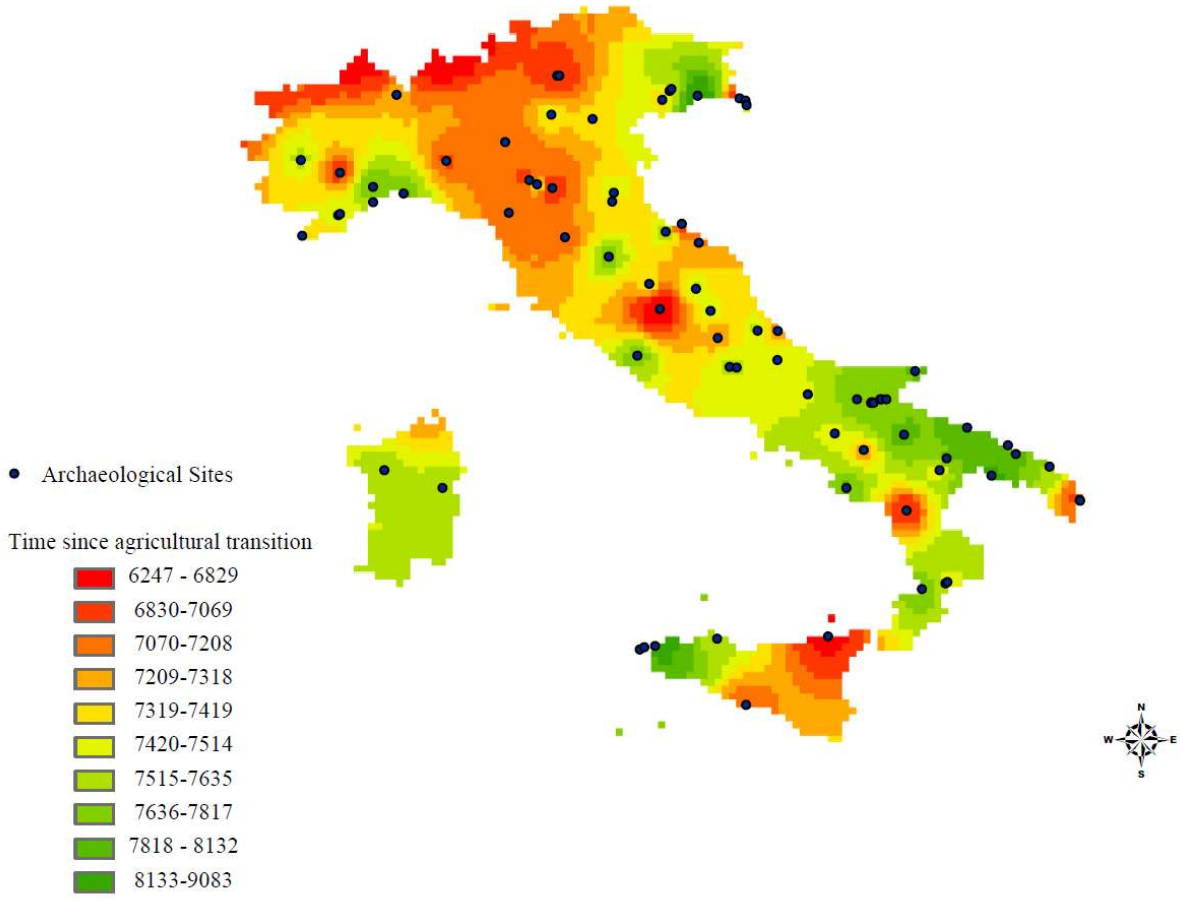 Archaeological Sites
Time since agricultural transition
6247 - 6829
6830-7069
7070-7208
7209-7318
7319-7419
7420-7514
7515-7635
7636-7817
7818 - 8132
8133-9083
N
W E
S